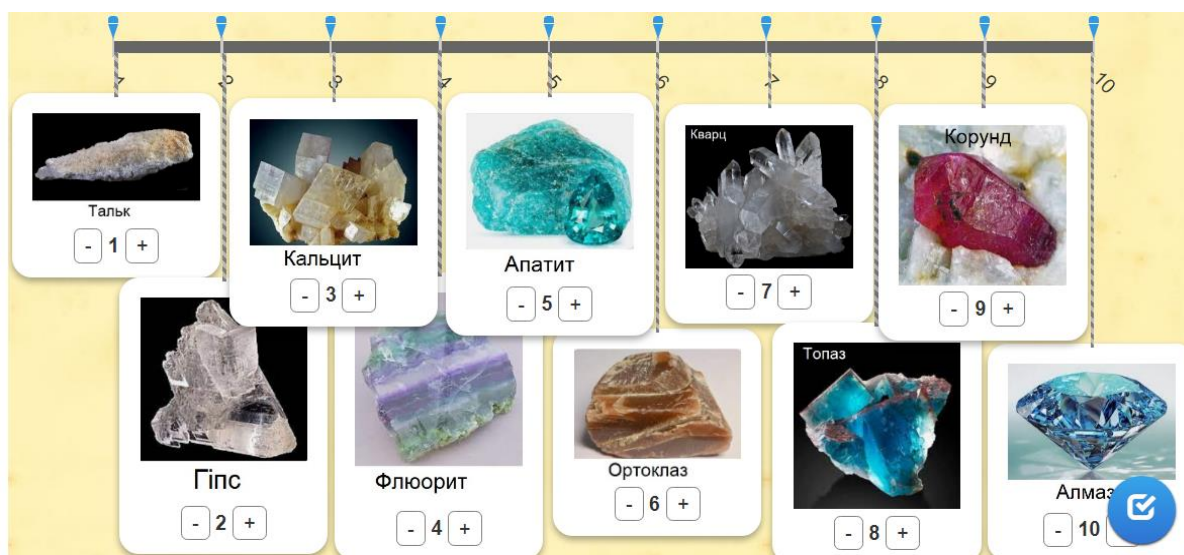 1 2 3 4 5 6 7 8 9 10
Тальк
- 1 +
Кальцит
- 3 +
Апатит
- 5 +
Кварц
- 7 +
Корунд
- 9 +
Гіпс
- 2 +
Флюорит
- 4 +
Ортоклаз
- 6 +
Топаз
- 8 +
Алмаз
- 10